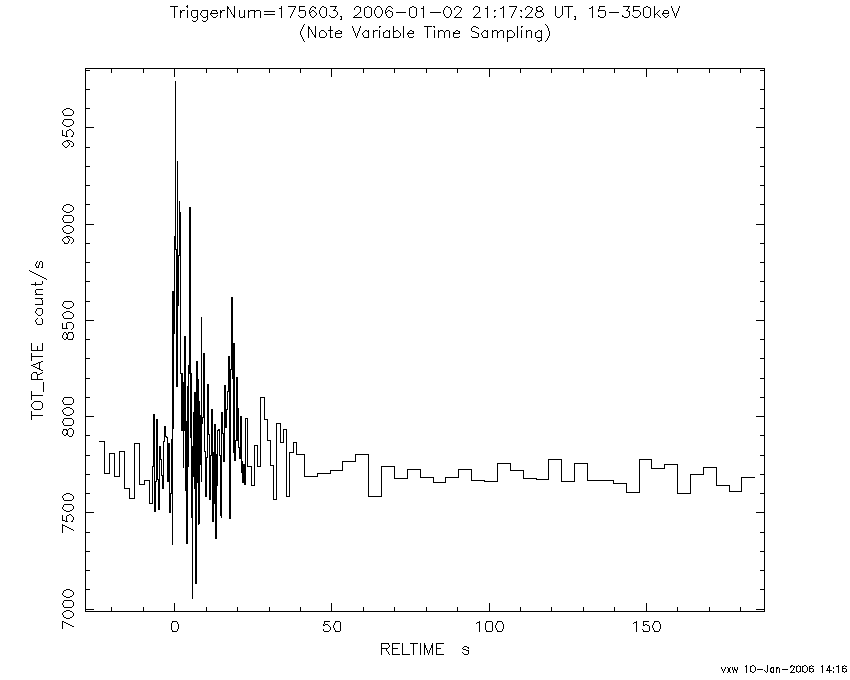 TriggerNum=175603, 2006-01-02 21:17:28 UT, 15-350keV
(Note Variable Time Sampling)
TOT_RATE count/s
9500
9000
8500
8000
7500
7000
0 50 100 150
RELTIME s
vxw 10-Jan-2006 14:16